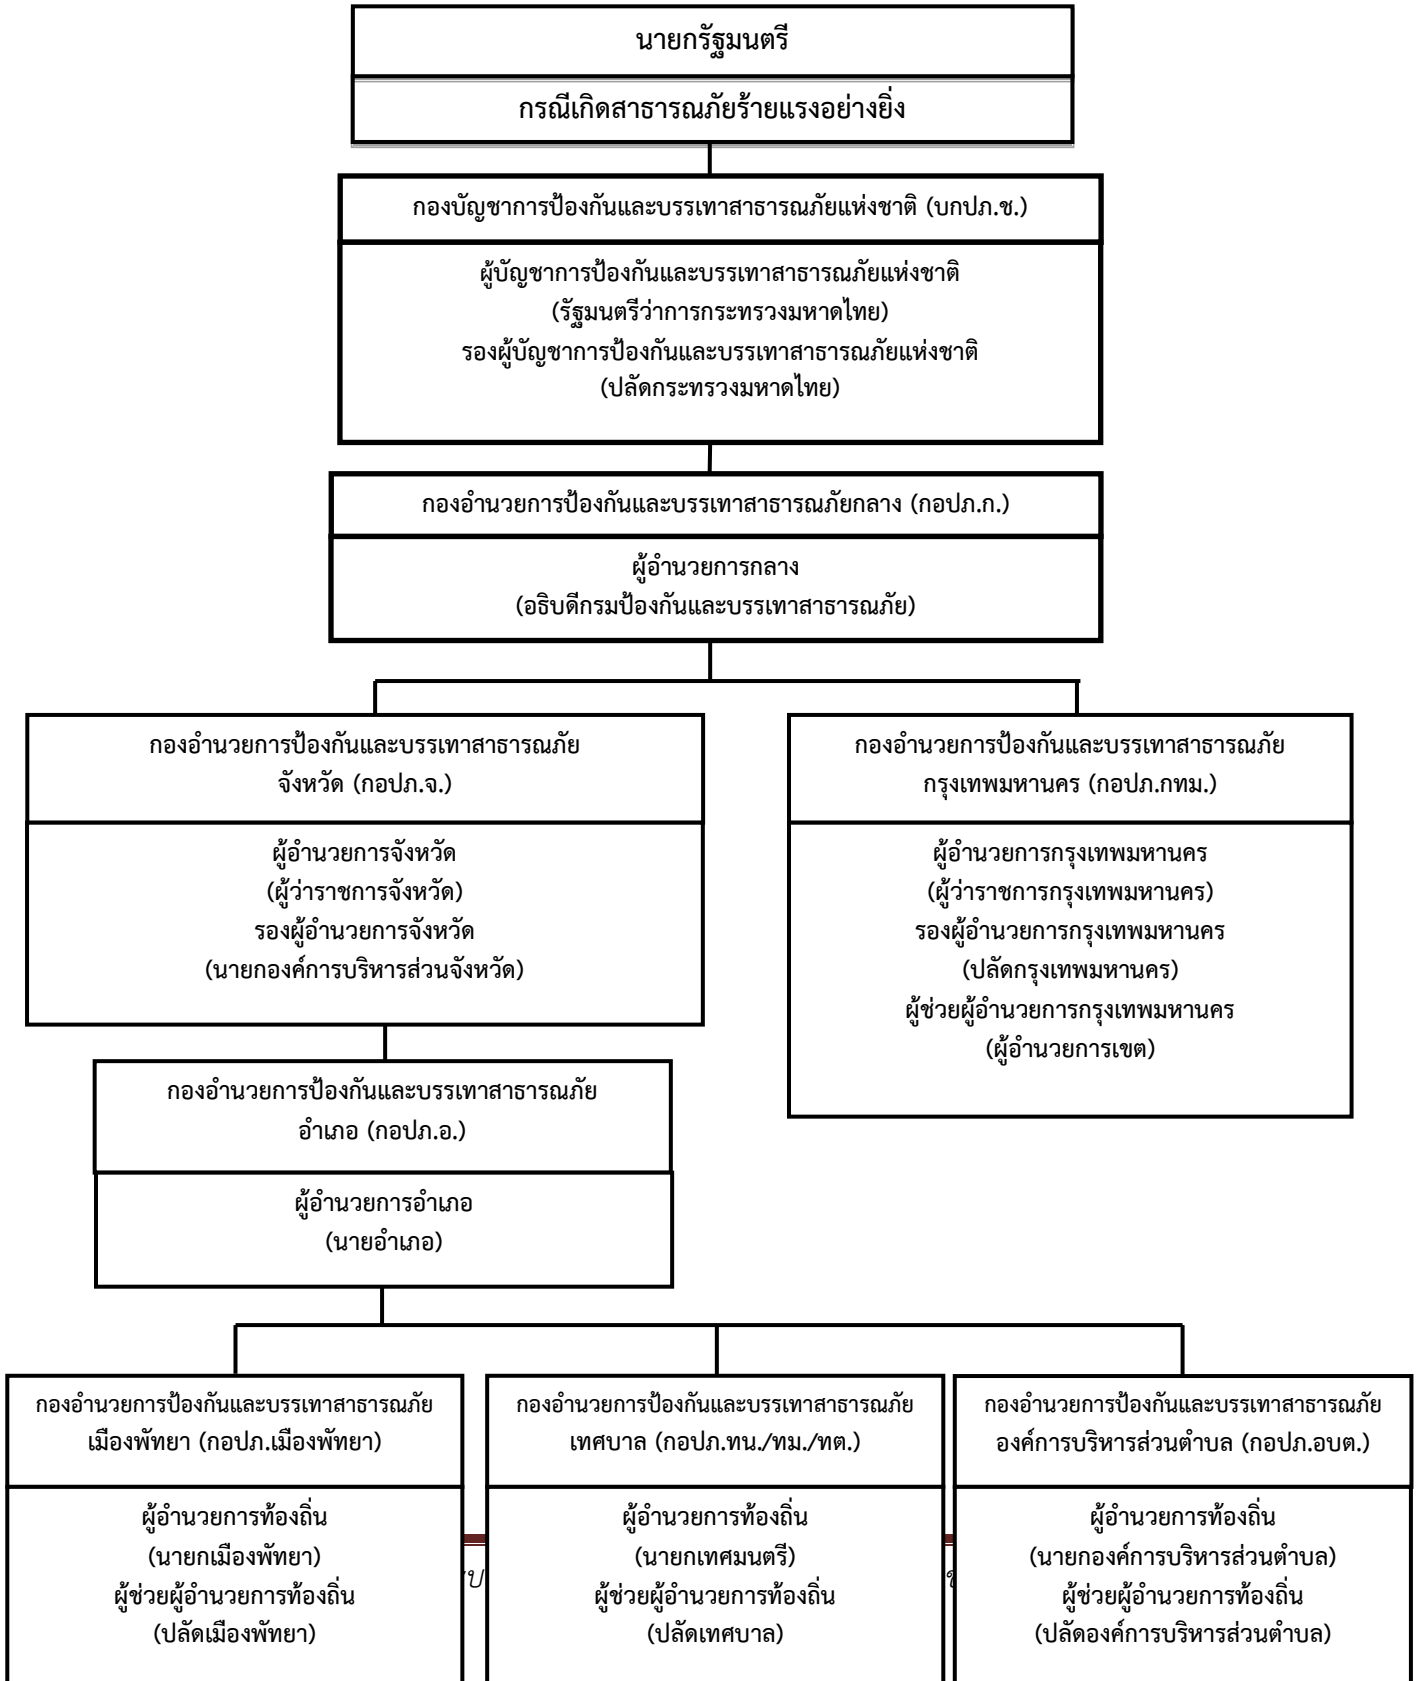 นายกรัฐมนตรี
กรณีเกิดสาธารณภัยร้ายแรงอย่างยิ่ง
กองบัญชาการป้องกันและบรรเทาสาธารณภัยแห่งชาติ (บกปภ.ช.)
ผู้บัญชาการป้องกันและบรรเทาสาธารณภัยแห่งชาติ
(รัฐมนตรีว่าการกระทรวงมหาดไทย)
รองผู้บัญชาการป้องกันและบรรเทาสาธารณภัยแห่งชาติ
(ปลัดกระทรวงมหาดไทย)
กองอำนวยการป้องกันและบรรเทาสาธารณภัยกลาง (กอปภ.ก.)
ผู้อำนวยการกลาง
(อธิบดีกรมป้องกันและบรรเทาสาธารณภัย)
กองอำนวยการป้องกันและบรรเทาสาธารณภัย
จังหวัด (กอปภ.จ.)
ผู้อำนวยการจังหวัด
(ผู้ว่าราชการจังหวัด)
รองผู้อำนวยการจังหวัด
(นายกองค์การบริหารส่วนจังหวัด)
กองอำนวยการป้องกันและบรรเทาสาธารณภัย
กรุงเทพมหานคร (กอปภ.กทม.)
ผู้อำนวยการกรุงเทพมหานคร
(ผู้ว่าราชการกรุงเทพมหานคร)
รองผู้อำนวยการกรุงเทพมหานคร
(ปลัดกรุงเทพมหานคร)
ผู้ช่วยผู้อำนวยการกรุงเทพมหานคร
(ผู้อำนวยการเขต)
กองอำนวยการป้องกันและบรรเทาสาธารณภัย
อำเภอ (กอปภ.อ.)
ผู้อำนวยการอำเภอ
(นายอำเภอ)
กองอำนวยการป้องกันและบรรเทาสาธารณภัย
เมืองพัทยา (กอปภ.เมืองพัทยา)
ผู้อำนวยการท้องถิ่น
(นายกเมืองพัทยา)
ผู้ช่วยผู้อำนวยการท้องถิ่น
(ปลัดเมืองพัทยา)
กองอำนวยการป้องกันและบรรเทาสาธารณภัย
เทศบาล (กอปภ.ทน./ทม./ทต.)
ผู้อำนวยการท้องถิ่น
(นายกเทศมนตรี)
ผู้ช่วยผู้อำนวยการท้องถิ่น
(ปลัดเทศบาล)
กองอำนวยการป้องกันและบรรเทาสาธารณภัย
องค์การบริหารส่วนตำบล (กอปภ.อบต.)
ผู้อำนวยการท้องถิ่น
(นายกองค์การบริหารส่วนตำบล)
ผู้ช่วยผู้อำนวยการท้องถิ่น
(ปลัดองค์การบริหารส่วนตำบล)